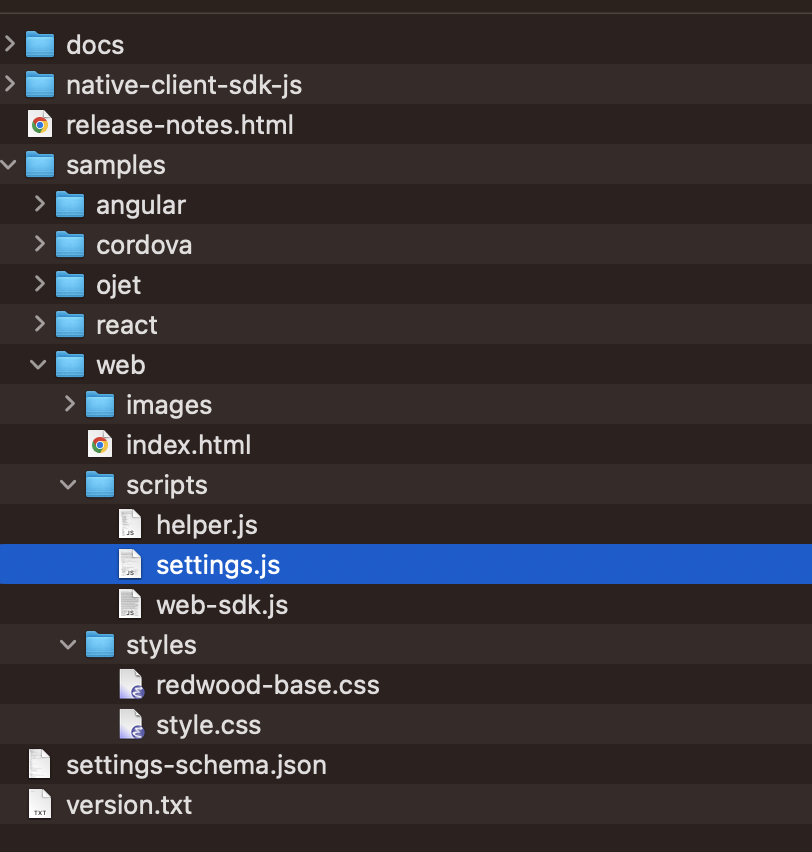 docs
native-client-sdk-js
release-notes.html
samples
angular
cordova
ojet
react
web
images
index.html
scripts
helper.js
settings.js
web-sdk.js
styles
redwood-base.css
style.css
settings-schema.json
version.txt